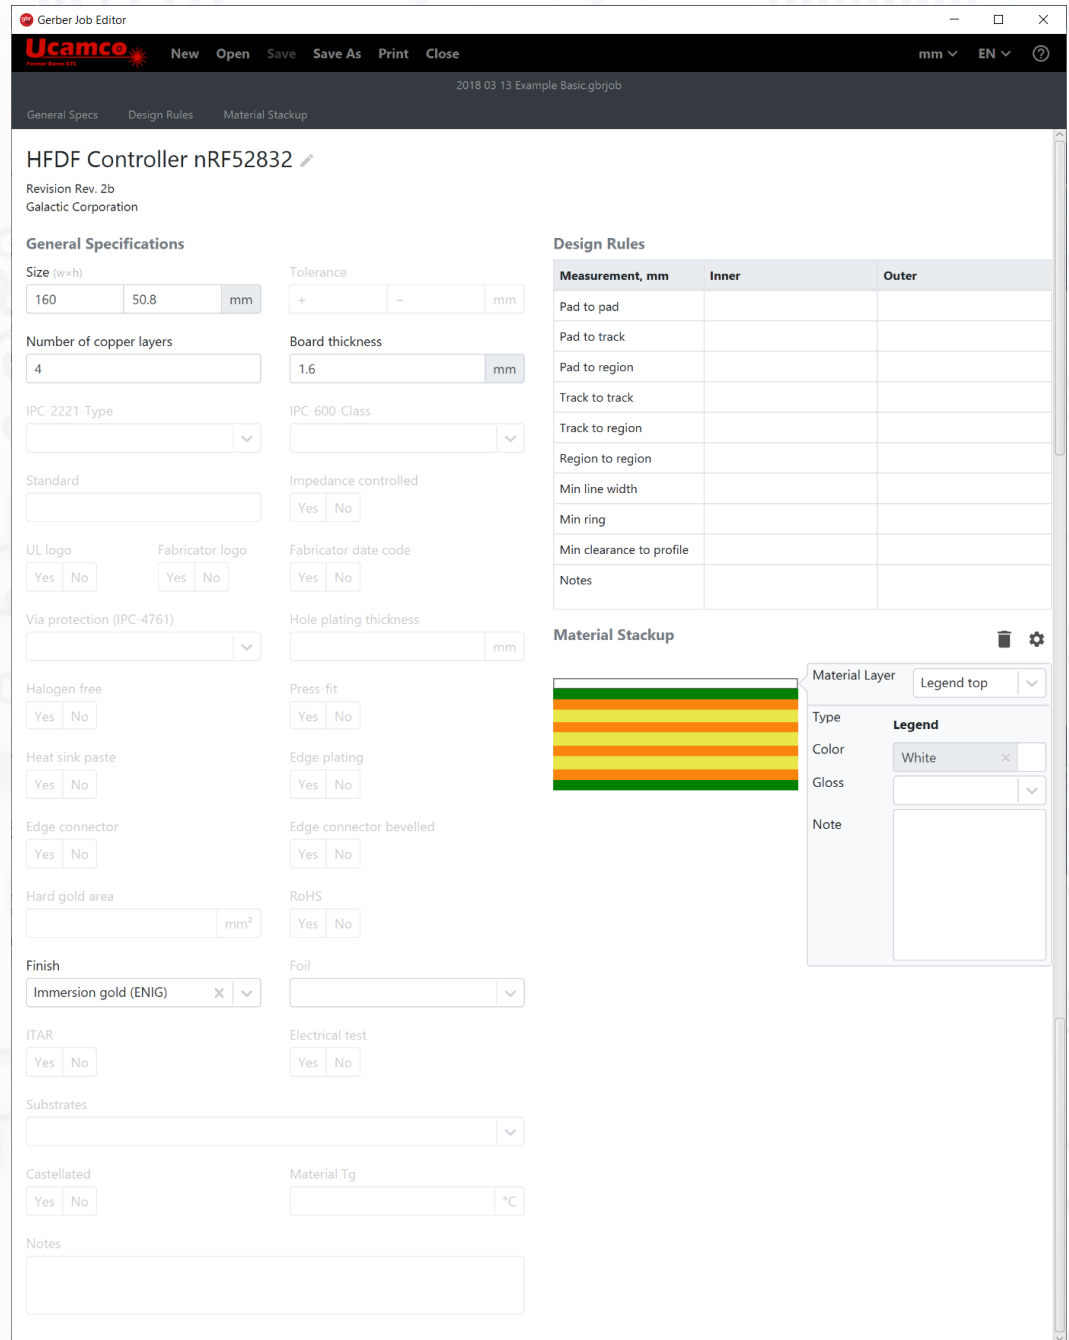 Gerber Job Editor
Ucamco
Former Barco ETS
New Open Save Save As Print Close
mm EN ?
2018 03 13 Example Basic.gbrjob
General Specs Design Rules Material Stackup
HFDF Controller nRF52832
Revision Rev. 2b
Galactic Corporation
General Specifications
Size (w×h) Tolerance
160 50.8 mm + − mm
Number of copper layers Board thickness
4 1.6 mm
IPC-2221-Type IPC-600-Class
Standard Impedance controlled
Yes No
UL logo Fabricator logo Fabricator date code
Yes No Yes No Yes No
Via protection (IPC-4761) Hole plating thickness
mm
Halogen free Press-fit
Yes No Yes No
Heat sink paste Edge plating
Yes No Yes No
Edge connector Edge connector bevelled
Yes No Yes No
Hard gold area RoHS
mm² Yes No
Finish Foil
Immersion gold (ENIG)
ITAR Electrical test
Yes No Yes No
Substrates
Castellated Material Tg
Yes No °C
Notes
Design Rules
Measurement, mm Inner Outer
Pad to pad
Pad to track
Pad to region
Track to track
Track to region
Region to region
Min line width
Min ring
Min clearance to profile
Notes
Material Stackup
Material Layer Legend top
Type Legend
Color White
Gloss
Note